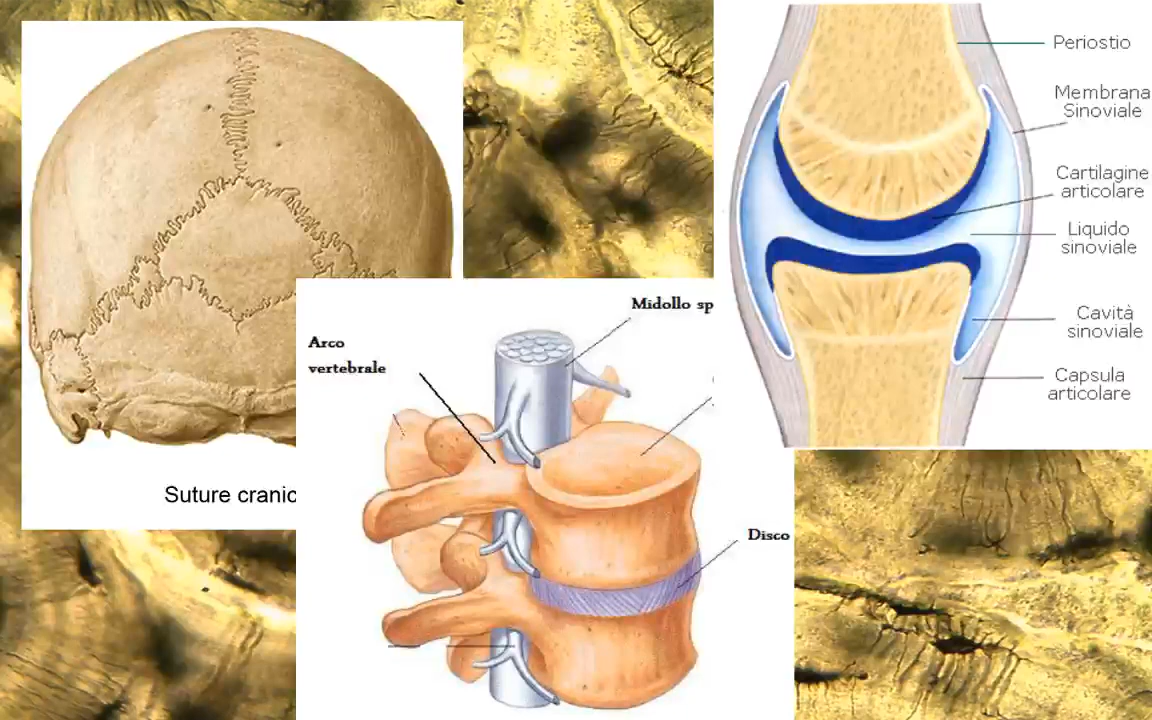 Suture cranic
Arco
vertebrale
Midollo sp
Disco
Periostio
Membrana
Sinoviale
Cartilagine
articolare
Liquido
sinoviale
Cavità
sinoviale
Capsula
articolare